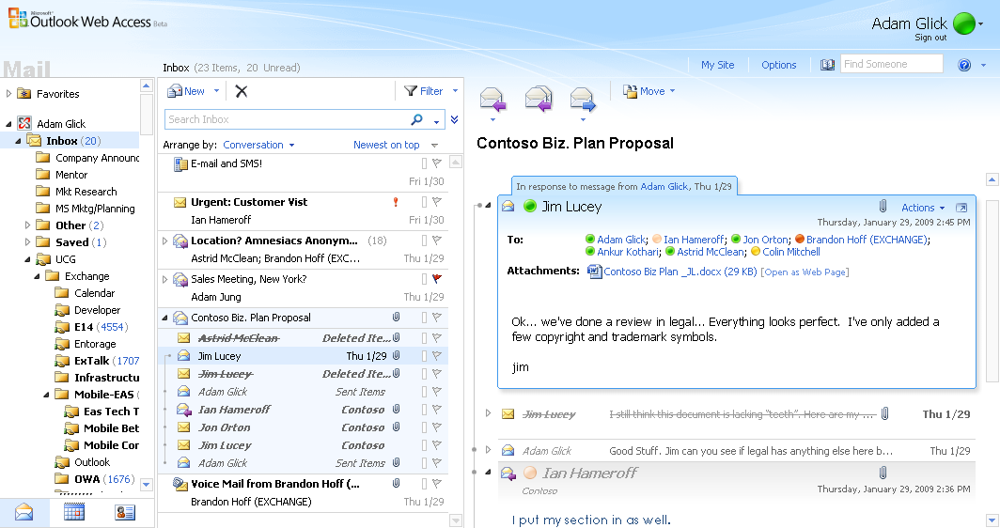 Microsoft®
Outlook Web Access Beta
Adam Glick
Sign out
Mail
Inbox (23 Items, 20 Unread)
My Site
Options
Find Someone
Favorites
Adam Glick
Inbox (20)
Company Announc
Mentor
Mkt Research
MS Mktg/Planning
Other (2)
Saved (1)
UCG
Exchange
Calendar
Developer
E14 (4554)
Entorage
ExTalk (1707
Infrastructu
Mobile-EAS (
Eas Tech T
Mobile Bet
Mobile Cor
Outlook
OWA (1676)
New
Filter
Search Inbox
Arrange by: Conversation
Newest on top
E-mail and SMS!
Fri 1/30
Urgent: Customer Vist
Ian Hameroff
Fri 1/30
Location? Amnesiacs Anonym... (18)
Astrid McClean; Brandon Hoff (EXC...
Thu 1/29
Sales Meeting, New York?
Adam Jung
Thu 1/29
Contoso Biz. Plan Proposal
Astrid McClean Deleted Ite...
Jim Lucey Thu 1/29
Jim Lucey Deleted Ite...
Adam Glick Sent Items
Ian Hameroff Contoso
Jon Orton Contoso
Jim Lucey Contoso
Adam Glick Sent Items
Voice Mail from Brandon Hoff (...
Brandon Hoff (EXCHANGE)
Thu 1/29
Move
Contoso Biz. Plan Proposal
In response to message from Adam Glick, Thu 1/29
Jim Lucey
Actions
Thursday, January 29, 2009 2:45 PM
To: Adam Glick; Ian Hameroff; Jon Orton; Brandon Hoff (EXCHANGE);
Ankur Kothari; Astrid McClean; Colin Mitchell
Attachments: Contoso Biz Plan _JL.docx (29 KB) [Open as Web Page]
Ok... we've done a review in legal... Everything looks perfect. I've only added a
few copyright and trademark symbols.
jim
Jim Lucey I still think this document is lacking "teeth". Here are my ... Thu 1/29
Adam Glick Good Stuff. Jim can you see if legal has anything else here b... Thu 1/29
Ian Hameroff
Contoso
Thursday, January 29, 2009 2:36 PM
I put my section in as well.